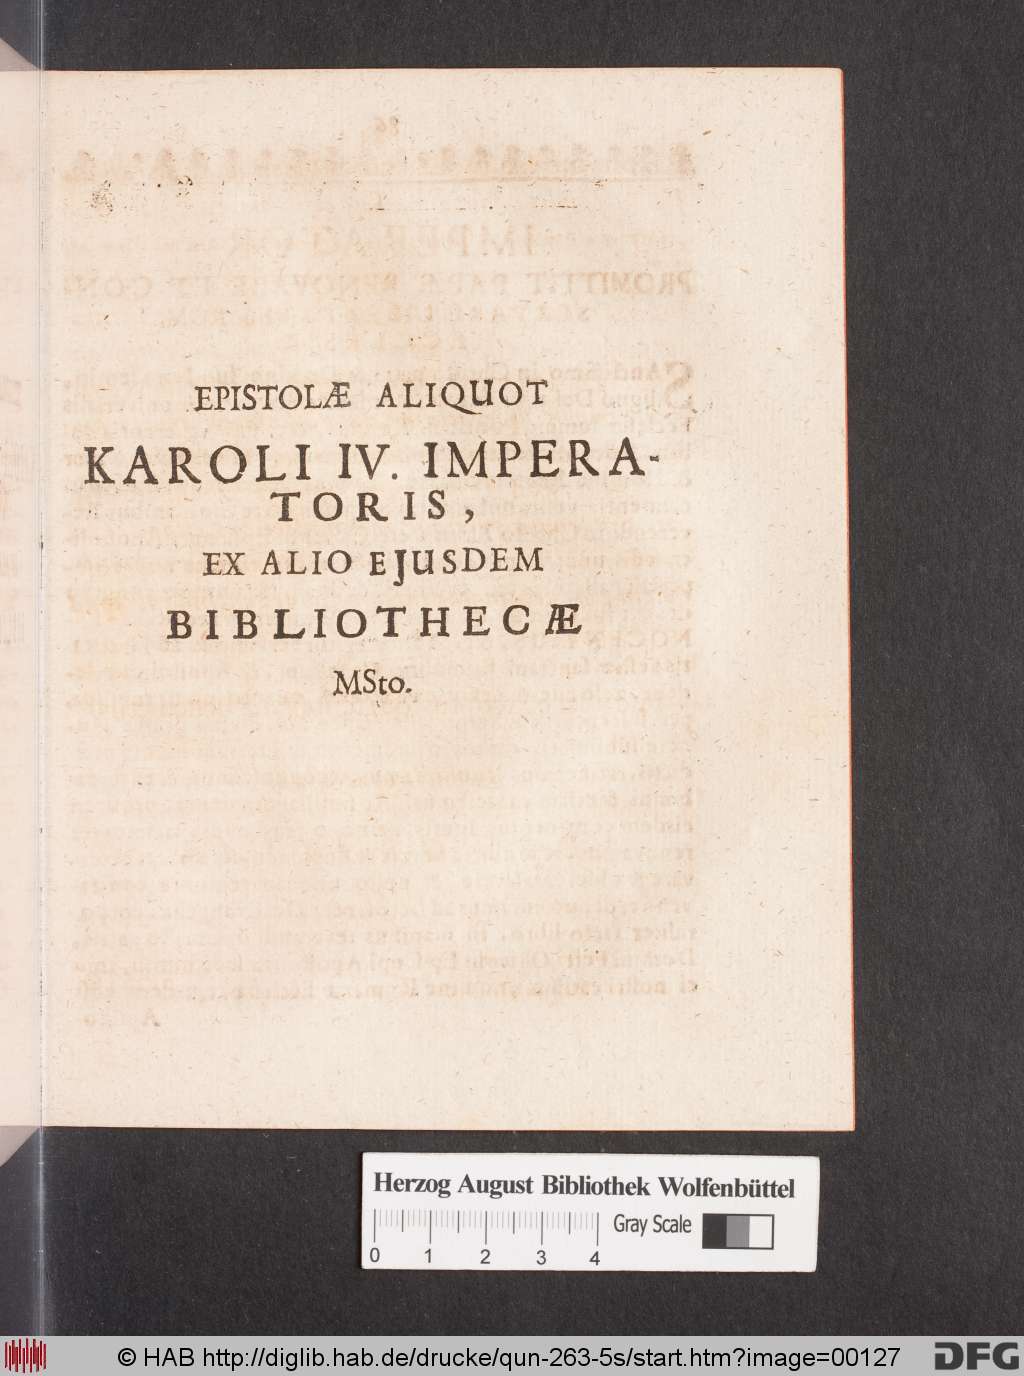 EPISTOLÆ ALIQUOT
KAROLI IV. IMPERA-
TORIS,
EX ALIO EJUSDEM
BIBLIOTHECÆ
MSto.
Herzog August Bibliothek Wolfenbüttel
Gray Scale
0 1 2 3 4
© HAB http://diglib.hab.de/drucke/qun-263-5s/start.htm?image=00127
DFG